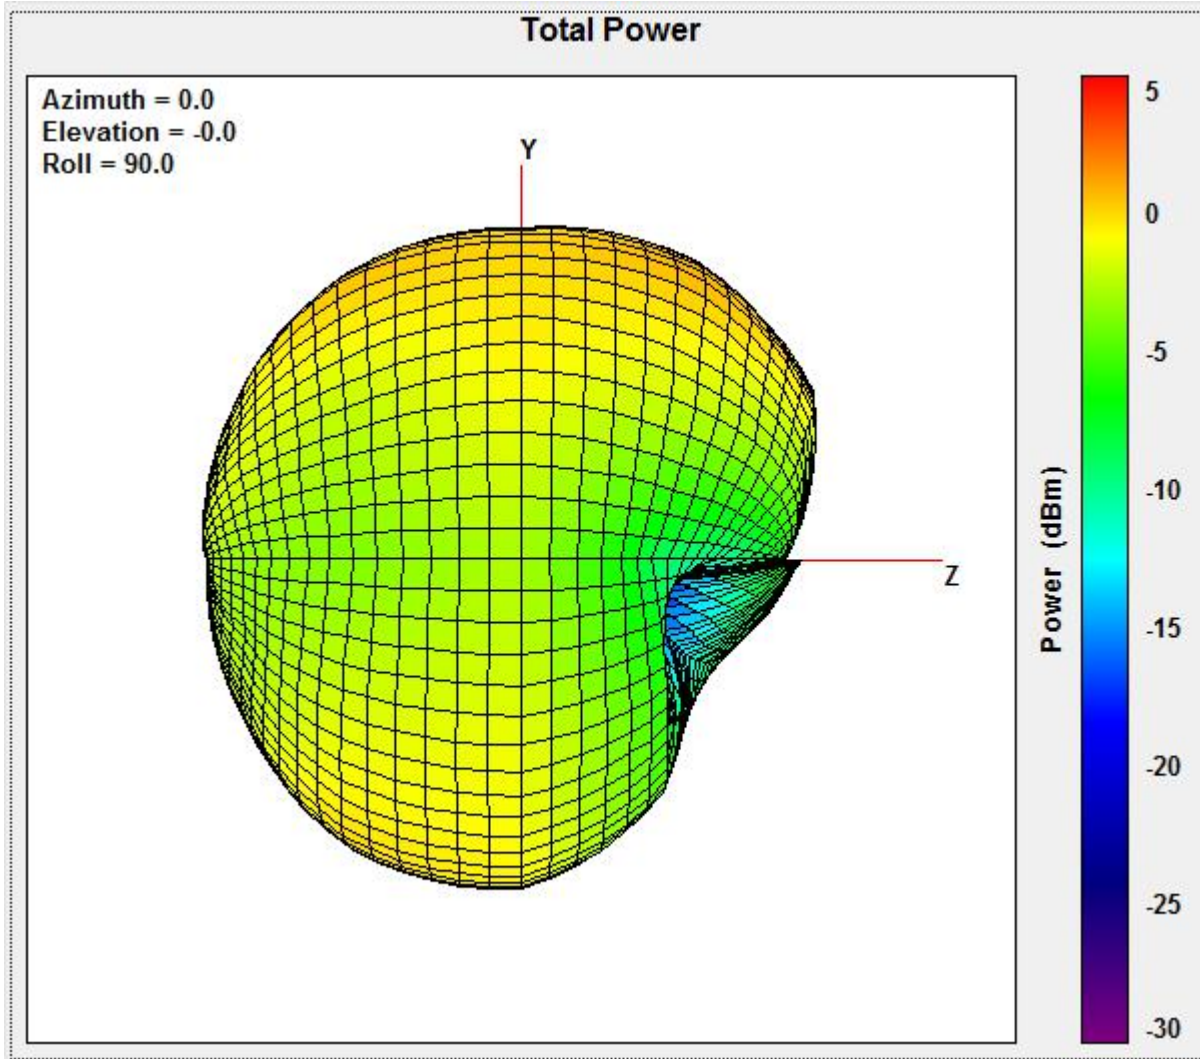 Total Power
Azimuth = 0.0
Elevation = -0.0
Roll = 90.0
Y
Z
Power (dBm)
5
0
-5
-10
-15
-20
-25
-30